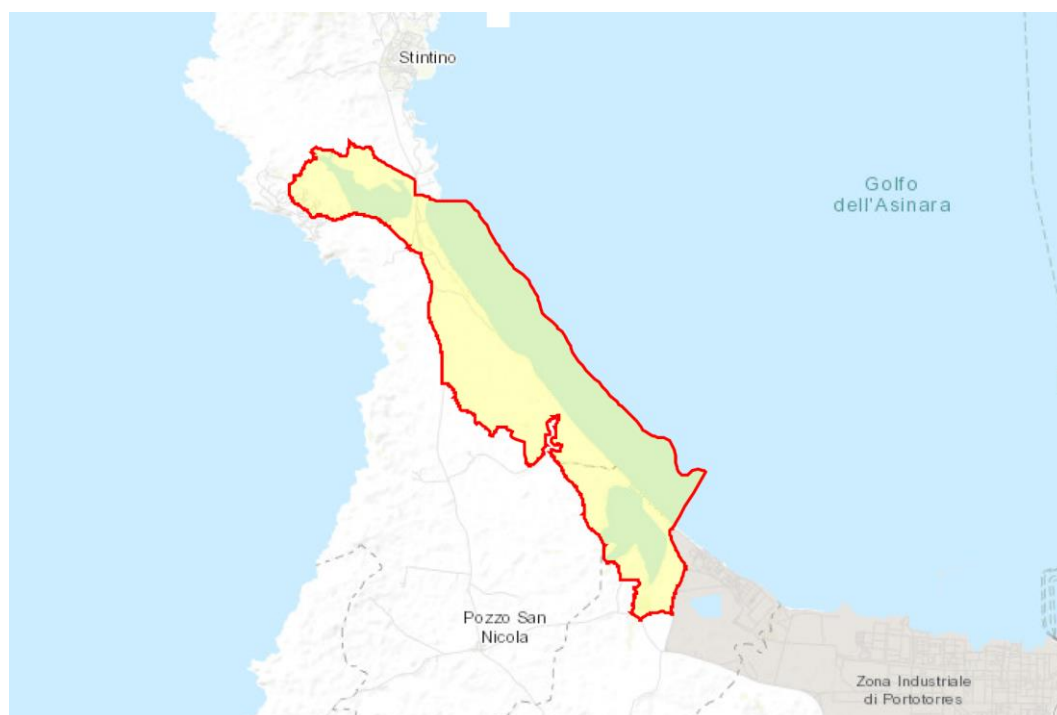 Stintino
Golfo
dell'Asinara
Pozzo San
Nicola
Zona Industriale
di Portotorres